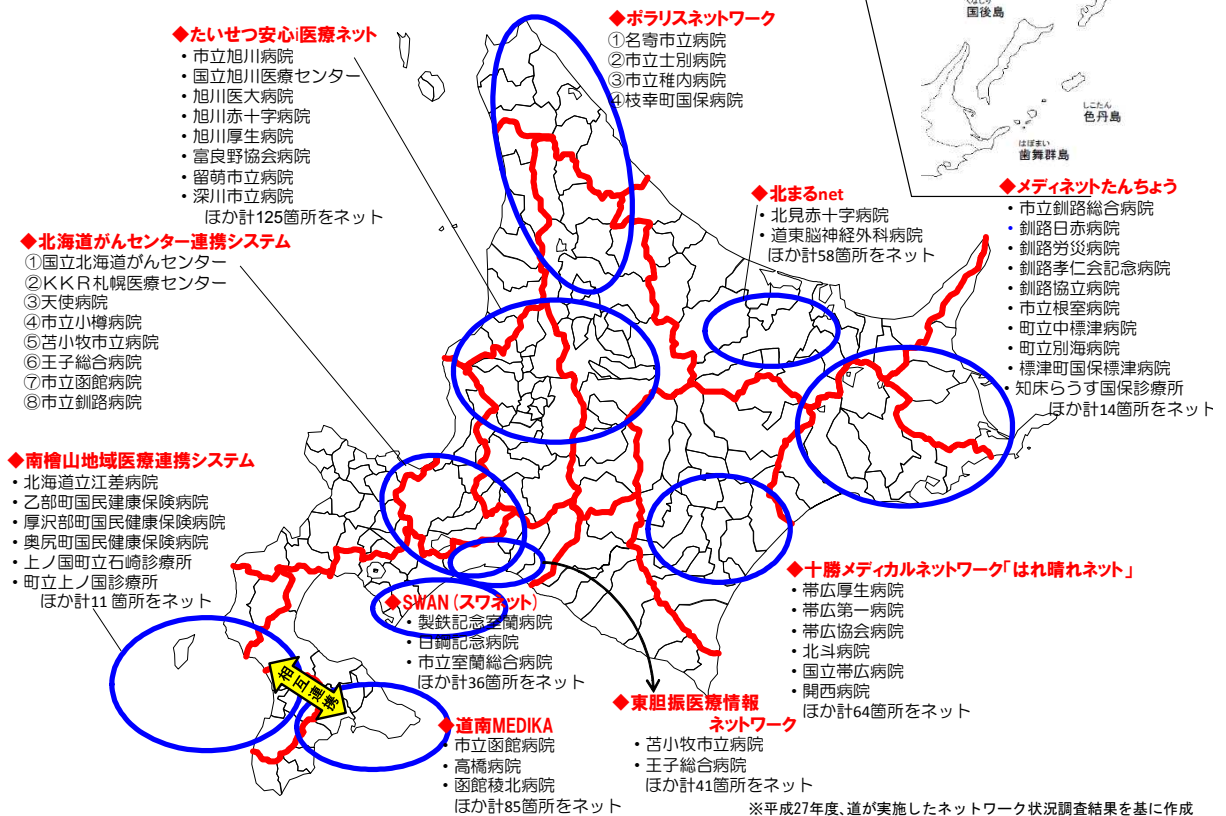 ◆たいせつ安心i医療ネット
・市立旭川病院
・国立旭川医療センター
・旭川医大病院
・旭川赤十字病院
・旭川厚生病院
・富良野協会病院
・留萌市立病院
・深川市立病院
ほか計125箇所をネット
◆ポラリスネットワーク
①名寄市立病院
②市立士別病院
③市立稚内病院
④枝幸町国保病院
国後島
しこたん
色丹島
はぼまい
歯舞群島
◆北まるnet
・北見赤十字病院
・道東脳神経外科病院
ほか計58箇所をネット
◆メディネットたんちょう
・市立釧路総合病院
・釧路日赤病院
・釧路労災病院
・釧路孝仁会記念病院
・釧路協立病院
・市立根室病院
・町立中標津病院
・町立別海病院
・標津町国保標津病院
・知床らうす国保診療所
ほか計14箇所をネット
◆北海道がんセンター連携システム
①国立北海道がんセンター
②KKR札幌医療センター
③天使病院
④市立小樽病院
⑤苫小牧市立病院
⑥王子総合病院
⑦市立函館病院
⑧市立釧路病院
◆南檜山地域医療連携システム
・北海道立江差病院
・乙部町国民建康保険病院
・厚沢部町国民健康保険病院
・奥尻町国民健康保険病院
・上ノ国町立石崎診療所
・町立上ノ国診療所
ほか計11箇所をネット
◆SWAN(スワネット)
・製鉄記念室蘭病院
・日鋼記念病院
・市立室蘭総合病院
ほか計36箇所をネット
◆十勝メディカルネットワーク「はれ晴れネット」
・帯広厚生病院
・帯広第一病院
・帯広協会病院
・北斗病院
・国立帯広病院
・開西病院
ほか計64箇所をネット
相互連携
◆道南MEDIKA
・市立函館病院
・高橋病院
・函館稜北病院
ほか計85箇所をネット
◆東胆振医療情報
ネットワーク
・苫小牧市立病院
・王子総合病院
ほか計41箇所をネット
※平成27年度、道が実施したネットワーク状況調査結果を基に作成